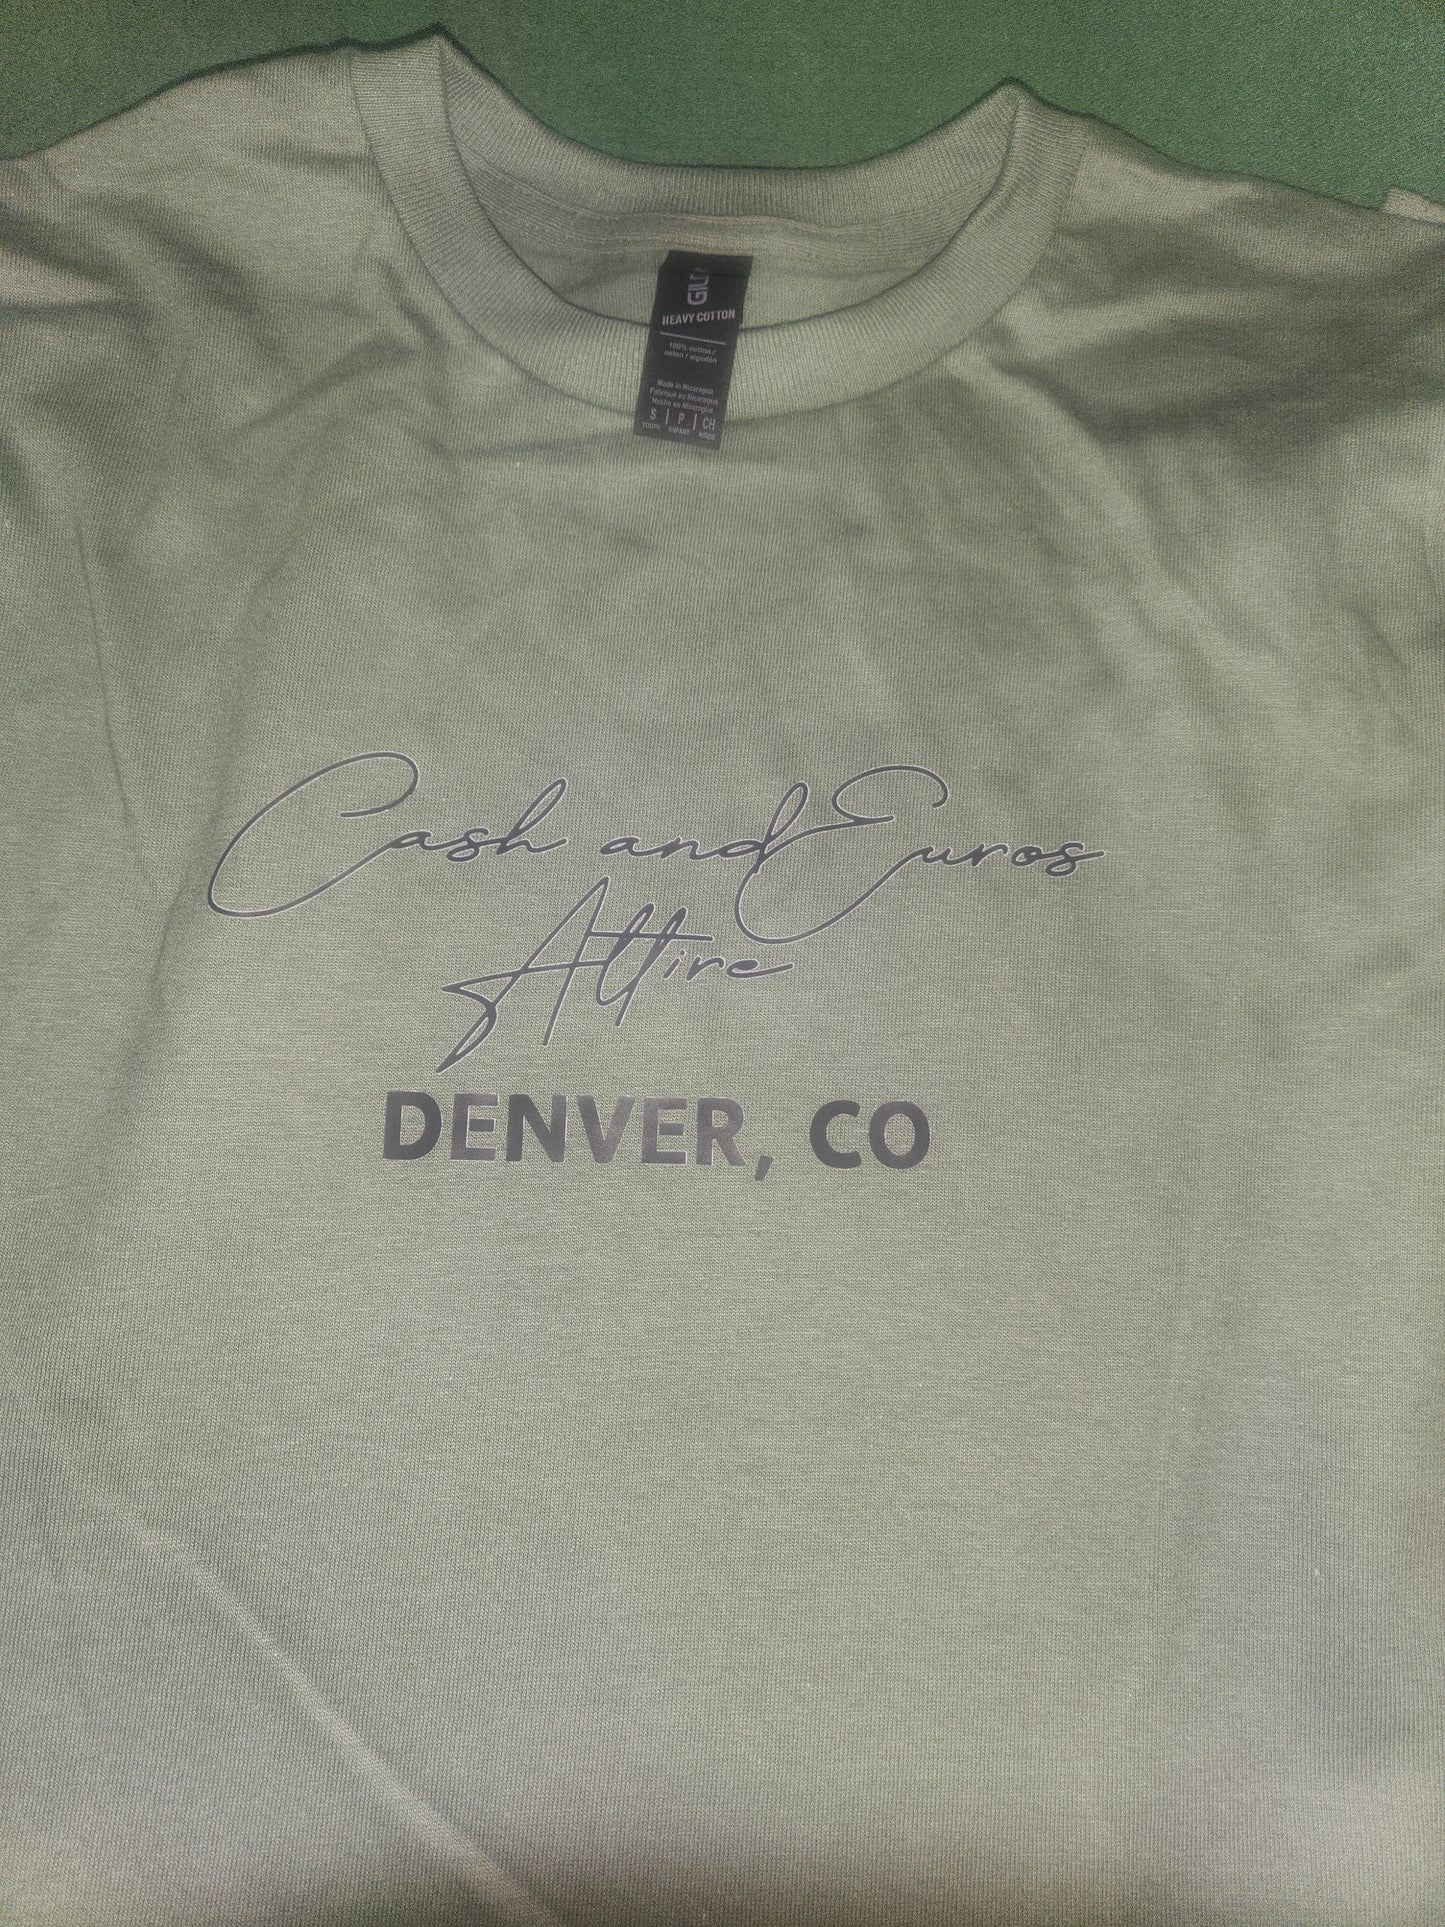 HEAVY COTTON
100% cotton /
coton / algodón
Made in Nicaragua
Fabriqué au Nicaragua
Hecho en Nicaragua
S | P | CH
YOUTH ENFANT NIÑOS
Cash and Euros
Attire
DENVER, CO